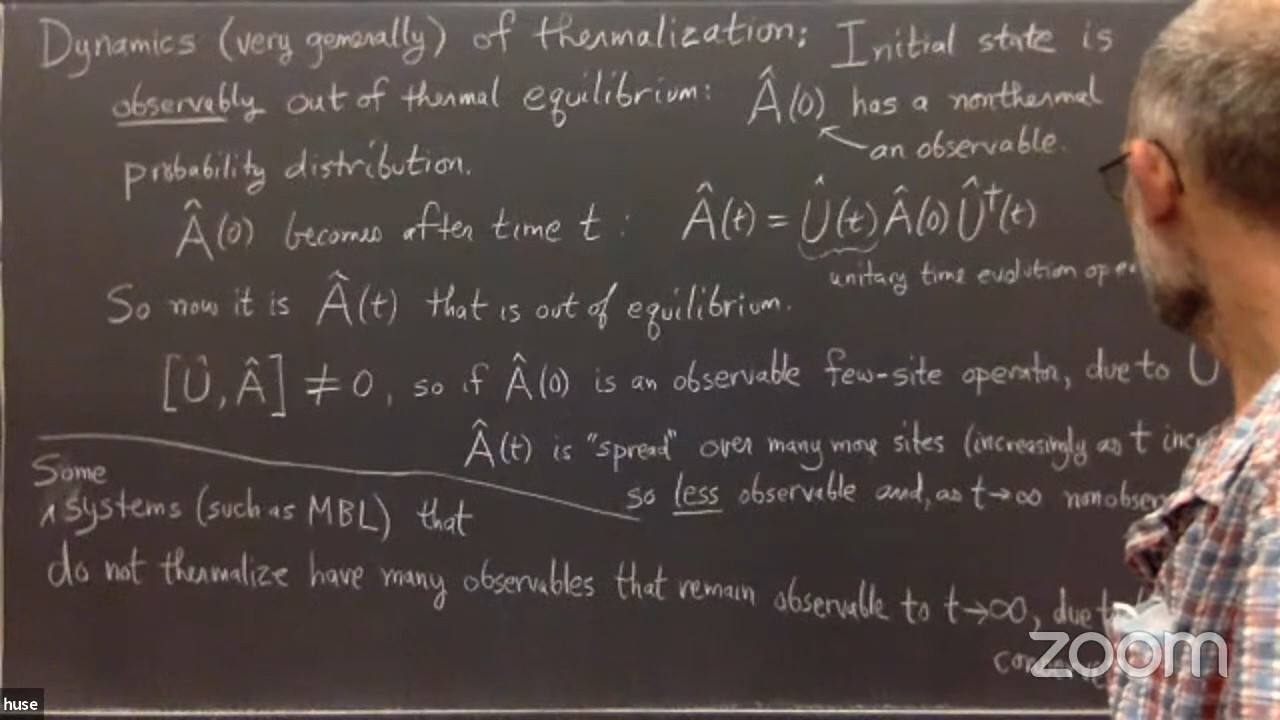 Dynamics (very generally) of thermalization: Initial state is
observably out of thermal equilibrium: Â(0) has a nonthermal
an observable.
probability distribution.
Â(0) becomes after time t : Â(t) = Û(t) Â(0) Û†(t)
unitary time evolution
So now it is Â(t) that is out of equilibrium.
[Û, Â] ≠ 0, so if Â(0) is an observable few-site operator, due to Û
Â(t) is "spread" over many more sites (increasingly as t
so less observable and, as t→∞
Some
∧ systems (such as MBL) that
do not thermalize have many observables that remain observable to t→∞, due
zoom
huse